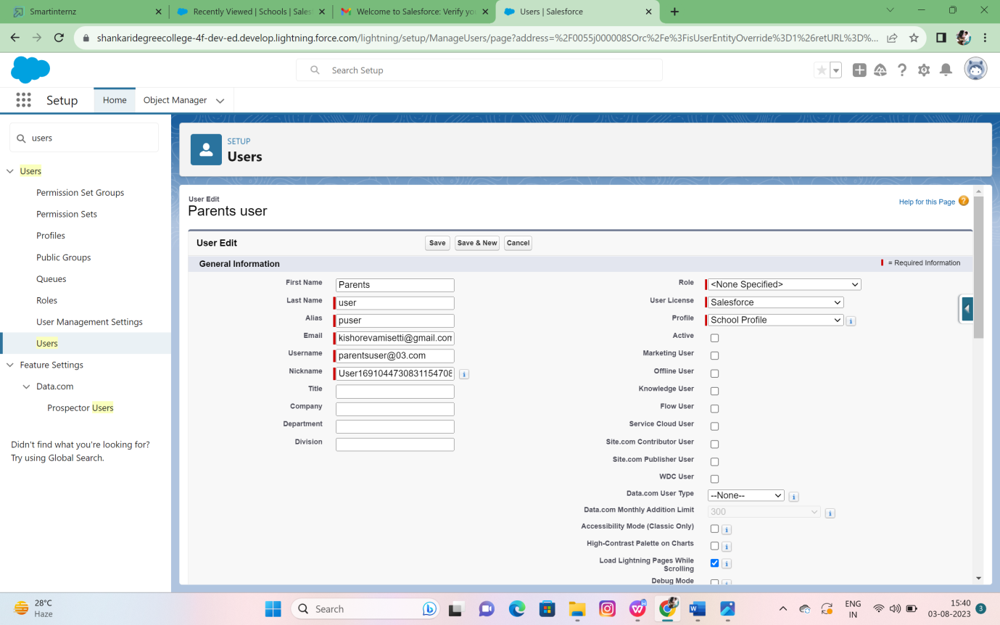 Smartinternz
Recently Viewed | Schools | Sales
Welcome to Salesforce: Verify yo
Users | Salesforce
shankaridegreecollege-4f-dev-ed.develop.lightning.force.com/lightning/setup/ManageUsers/page?address=%2F0055j000008SOrc%2Fe%3FisUserEntityOverride%3D1%26retURL%3D%...
Search Setup
Setup
Home
Object Manager
users
SETUP
Users
Users
Permission Set Groups
Permission Sets
Profiles
Public Groups
Queues
Roles
User Management Settings
Users
Feature Settings
Data.com
Prospector Users
Didn't find what you're looking for?
Try using Global Search.
User Edit
Parents user
Help for this Page
User Edit
Save
Save & New
Cancel
General Information
= Required Information
First Name Parents
Last Name user
Alias puser
Email kishorevamisetti@gmail.com
Username parentsuser@03.com
Nickname User1691044730831154708
Title
Company
Department
Division
Role <None Specified>
User License Salesforce
Profile School Profile
Active
Marketing User
Offline User
Knowledge User
Flow User
Service Cloud User
Site.com Contributor User
Site.com Publisher User
WDC User
Data.com User Type --None--
Data.com Monthly Addition Limit 300
Accessibility Mode (Classic Only)
High-Contrast Palette on Charts
Load Lightning Pages While
Scrolling
Debug Mode
28°C
Haze
Search
ENG
IN
15:40
03-08-2023
3